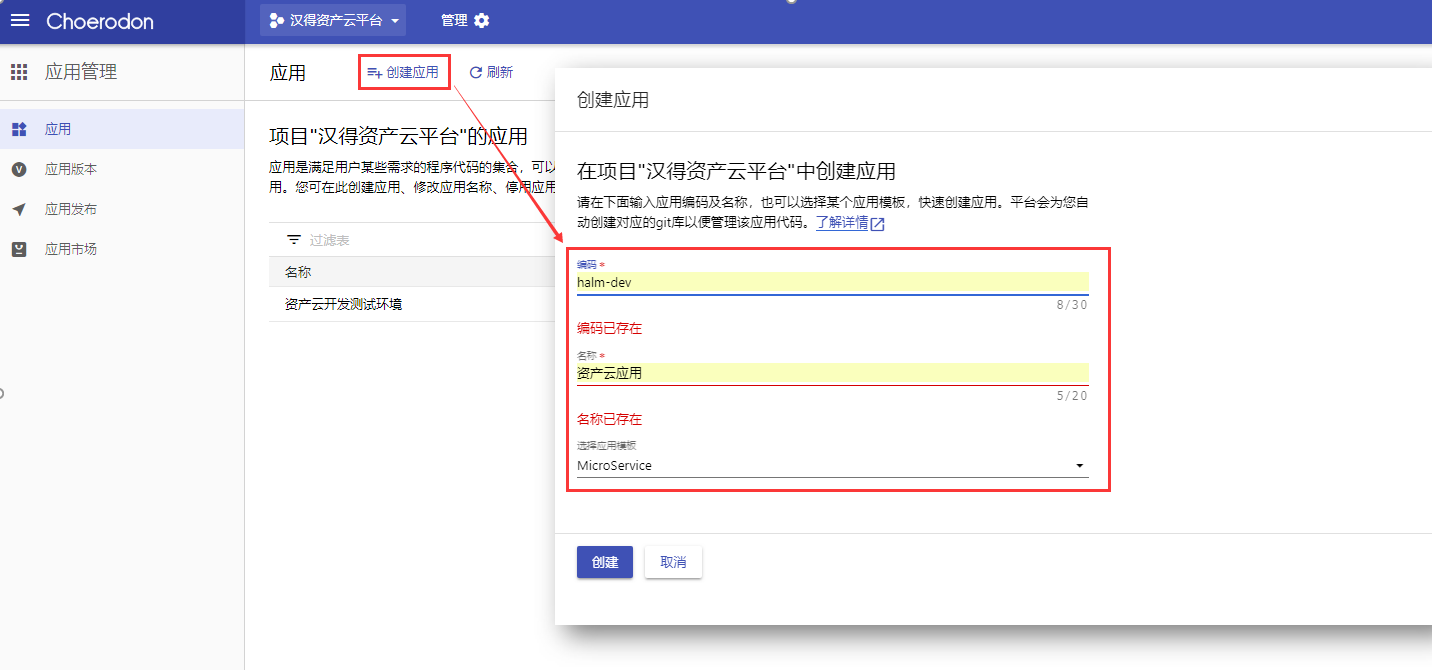 Choerodon
汉得资产云平台
管理
应用管理
应用
应用版本
应用发布
应用市场
应用
创建应用
刷新
项目"汉得资产云平台"的应用
应用是满足用户某些需求的程序代码的集合，可以
用。您可在此创建应用、修改应用名称、停用应用
过滤表
名称
资产云开发测试环境
创建应用
在项目"汉得资产云平台"中创建应用
请在下面输入应用编码及名称，也可以选择某个应用模板，快速创建应用。平台会为您自
动创建对应的git库以便管理该应用代码。 了解详情
编码 *
halm-dev
8/30
编码已存在
名称 *
资产云应用
5/20
名称已存在
选择应用模板
MicroService
创建
取消